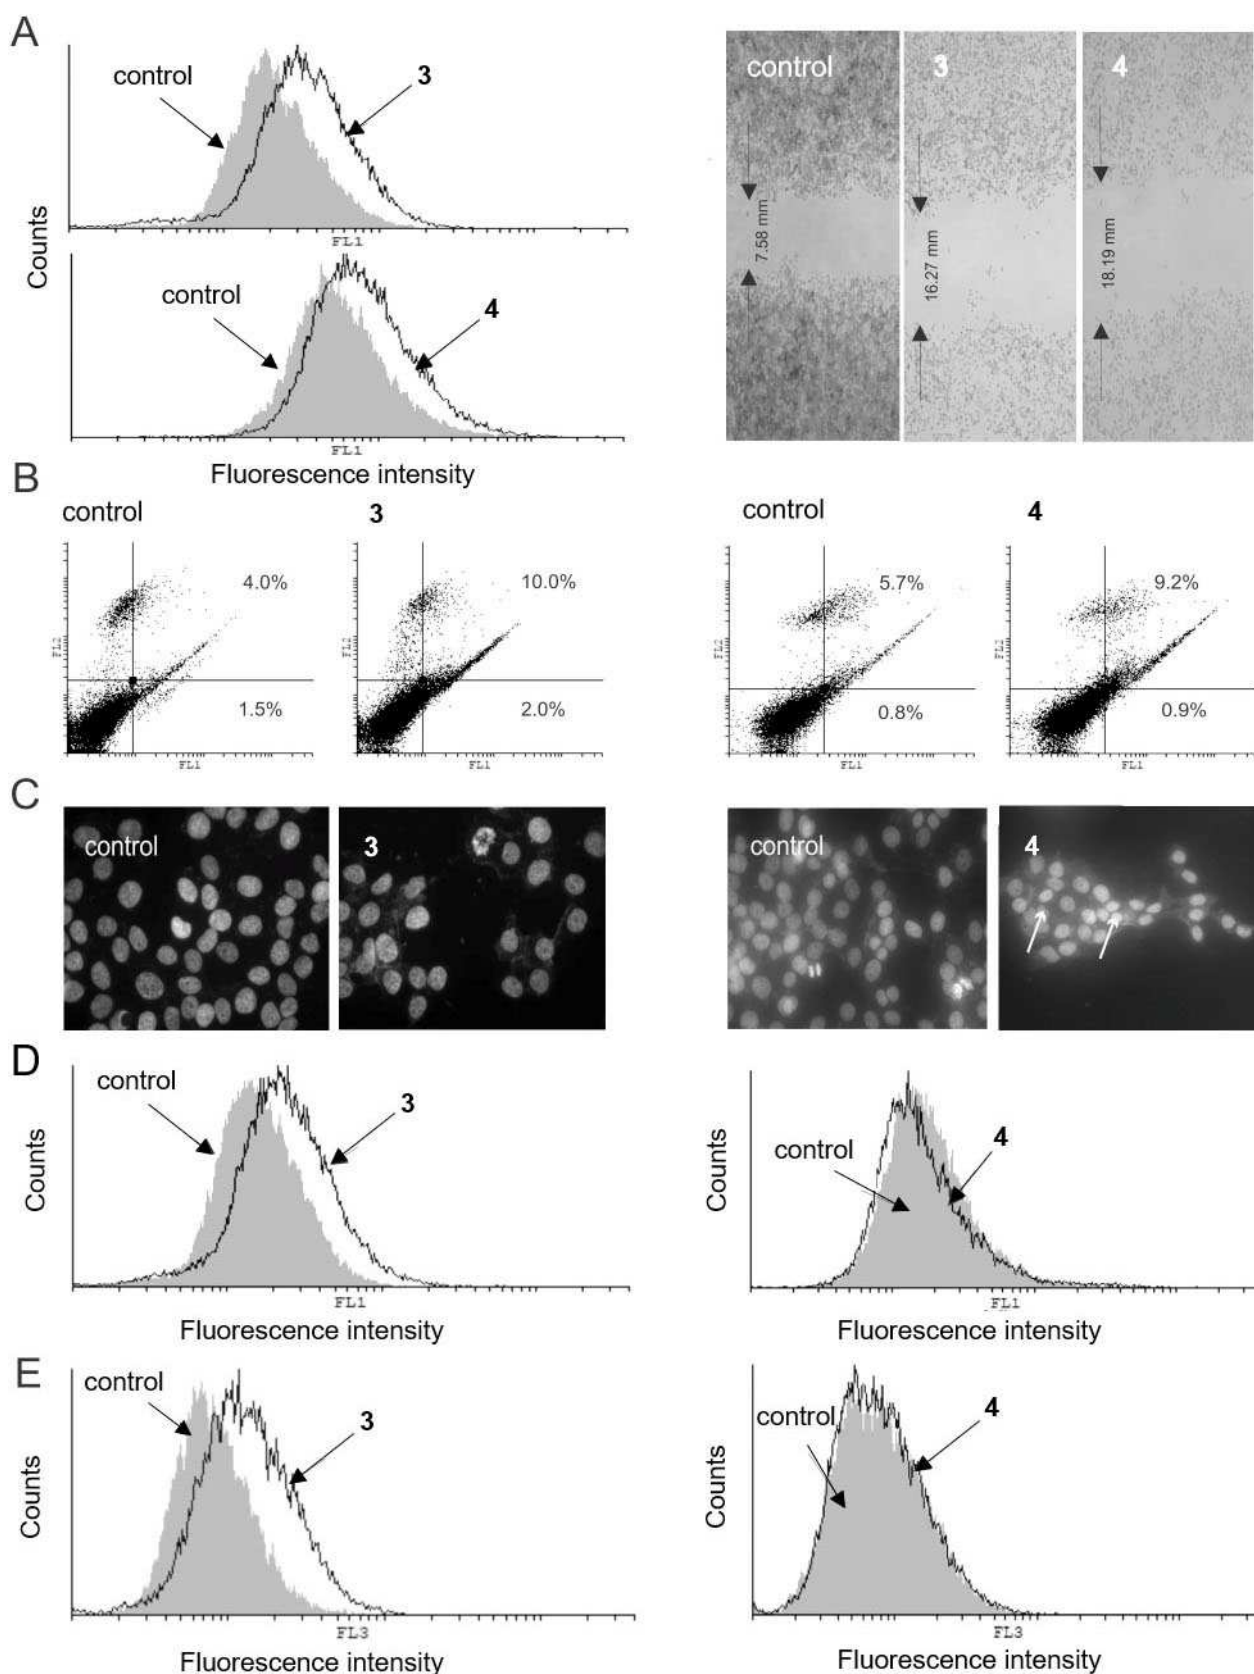 A
control
3
Counts
FL1
control
4
FL1
Fluorescence intensity
control
3
4
7.58 mm
16.27 mm
18.19 mm
B
control
3
control
4
FL2
4.0%
1.5%
FL1
FL2
10.0%
2.0%
FL1
FL2
5.7%
0.8%
FL1
FL2
9.2%
0.9%
FL1
C
control
3
control
4
D
control
3
Counts
FL1
Fluorescence intensity
control
4
Counts
FL1
Fluorescence intensity
E
control
3
Counts
FL3
Fluorescence intensity
control
4
Counts
FL3
Fluorescence intensity